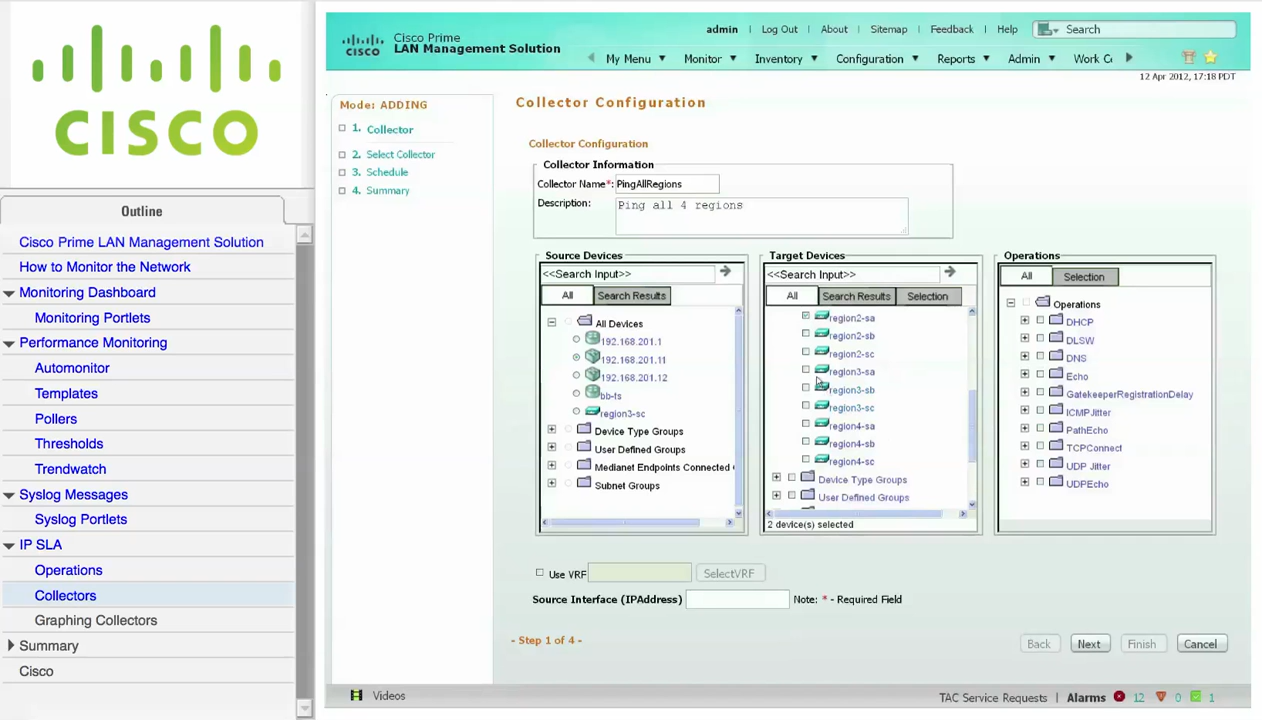 CISCO
Outline
Cisco Prime LAN Management Solution
How to Monitor the Network
Monitoring Dashboard
Monitoring Portlets
Performance Monitoring
Automonitor
Templates
Pollers
Thresholds
Trendwatch
Syslog Messages
Syslog Portlets
IP SLA
Operations
Collectors
Graphing Collectors
Summary
Cisco
CISCO
Cisco Prime
LAN Management Solution
admin | Log Out | About | Sitemap | Feedback | Help
Search
My Menu Monitor Inventory Configuration Reports Admin Work Cε
12 Apr 2012, 17:18 PDT
Mode: ADDING
1. Collector
2. Select Collector
3. Schedule
4. Summary
Collector Configuration
Collector Configuration
Collector Information
Collector Name*: PingAllRegions
Description: Ping all 4 regions
Source Devices
<<Search Input>>
All Search Results
All Devices
192.168.201.1
192.168.201.11
192.168.201.12
bb-ts
region3-sc
Device Type Groups
User Defined Groups
Medianet Endpoints Connected
Subnet Groups
Target Devices
<<Search Input>>
All Search Results Selection
region2-sa
region2-sb
region2-sc
region3-sa
region3-sb
region3-sc
region4-sa
region4-sb
region4-sc
Device Type Groups
User Defined Groups
2 device(s) selected
Operations
All Selection
Operations
DHCP
DLSW
DNS
Echo
GatekeeperRegistrationDelay
ICMPJitter
PathEcho
TCPConnect
UDP Jitter
UDPEcho
Use VRF SelectVRF
Source Interface (IPAddress) Note: * - Required Field
- Step 1 of 4 -
Back Next Finish Cancel
Videos
TAC Service Requests | Alarms 12 0 1